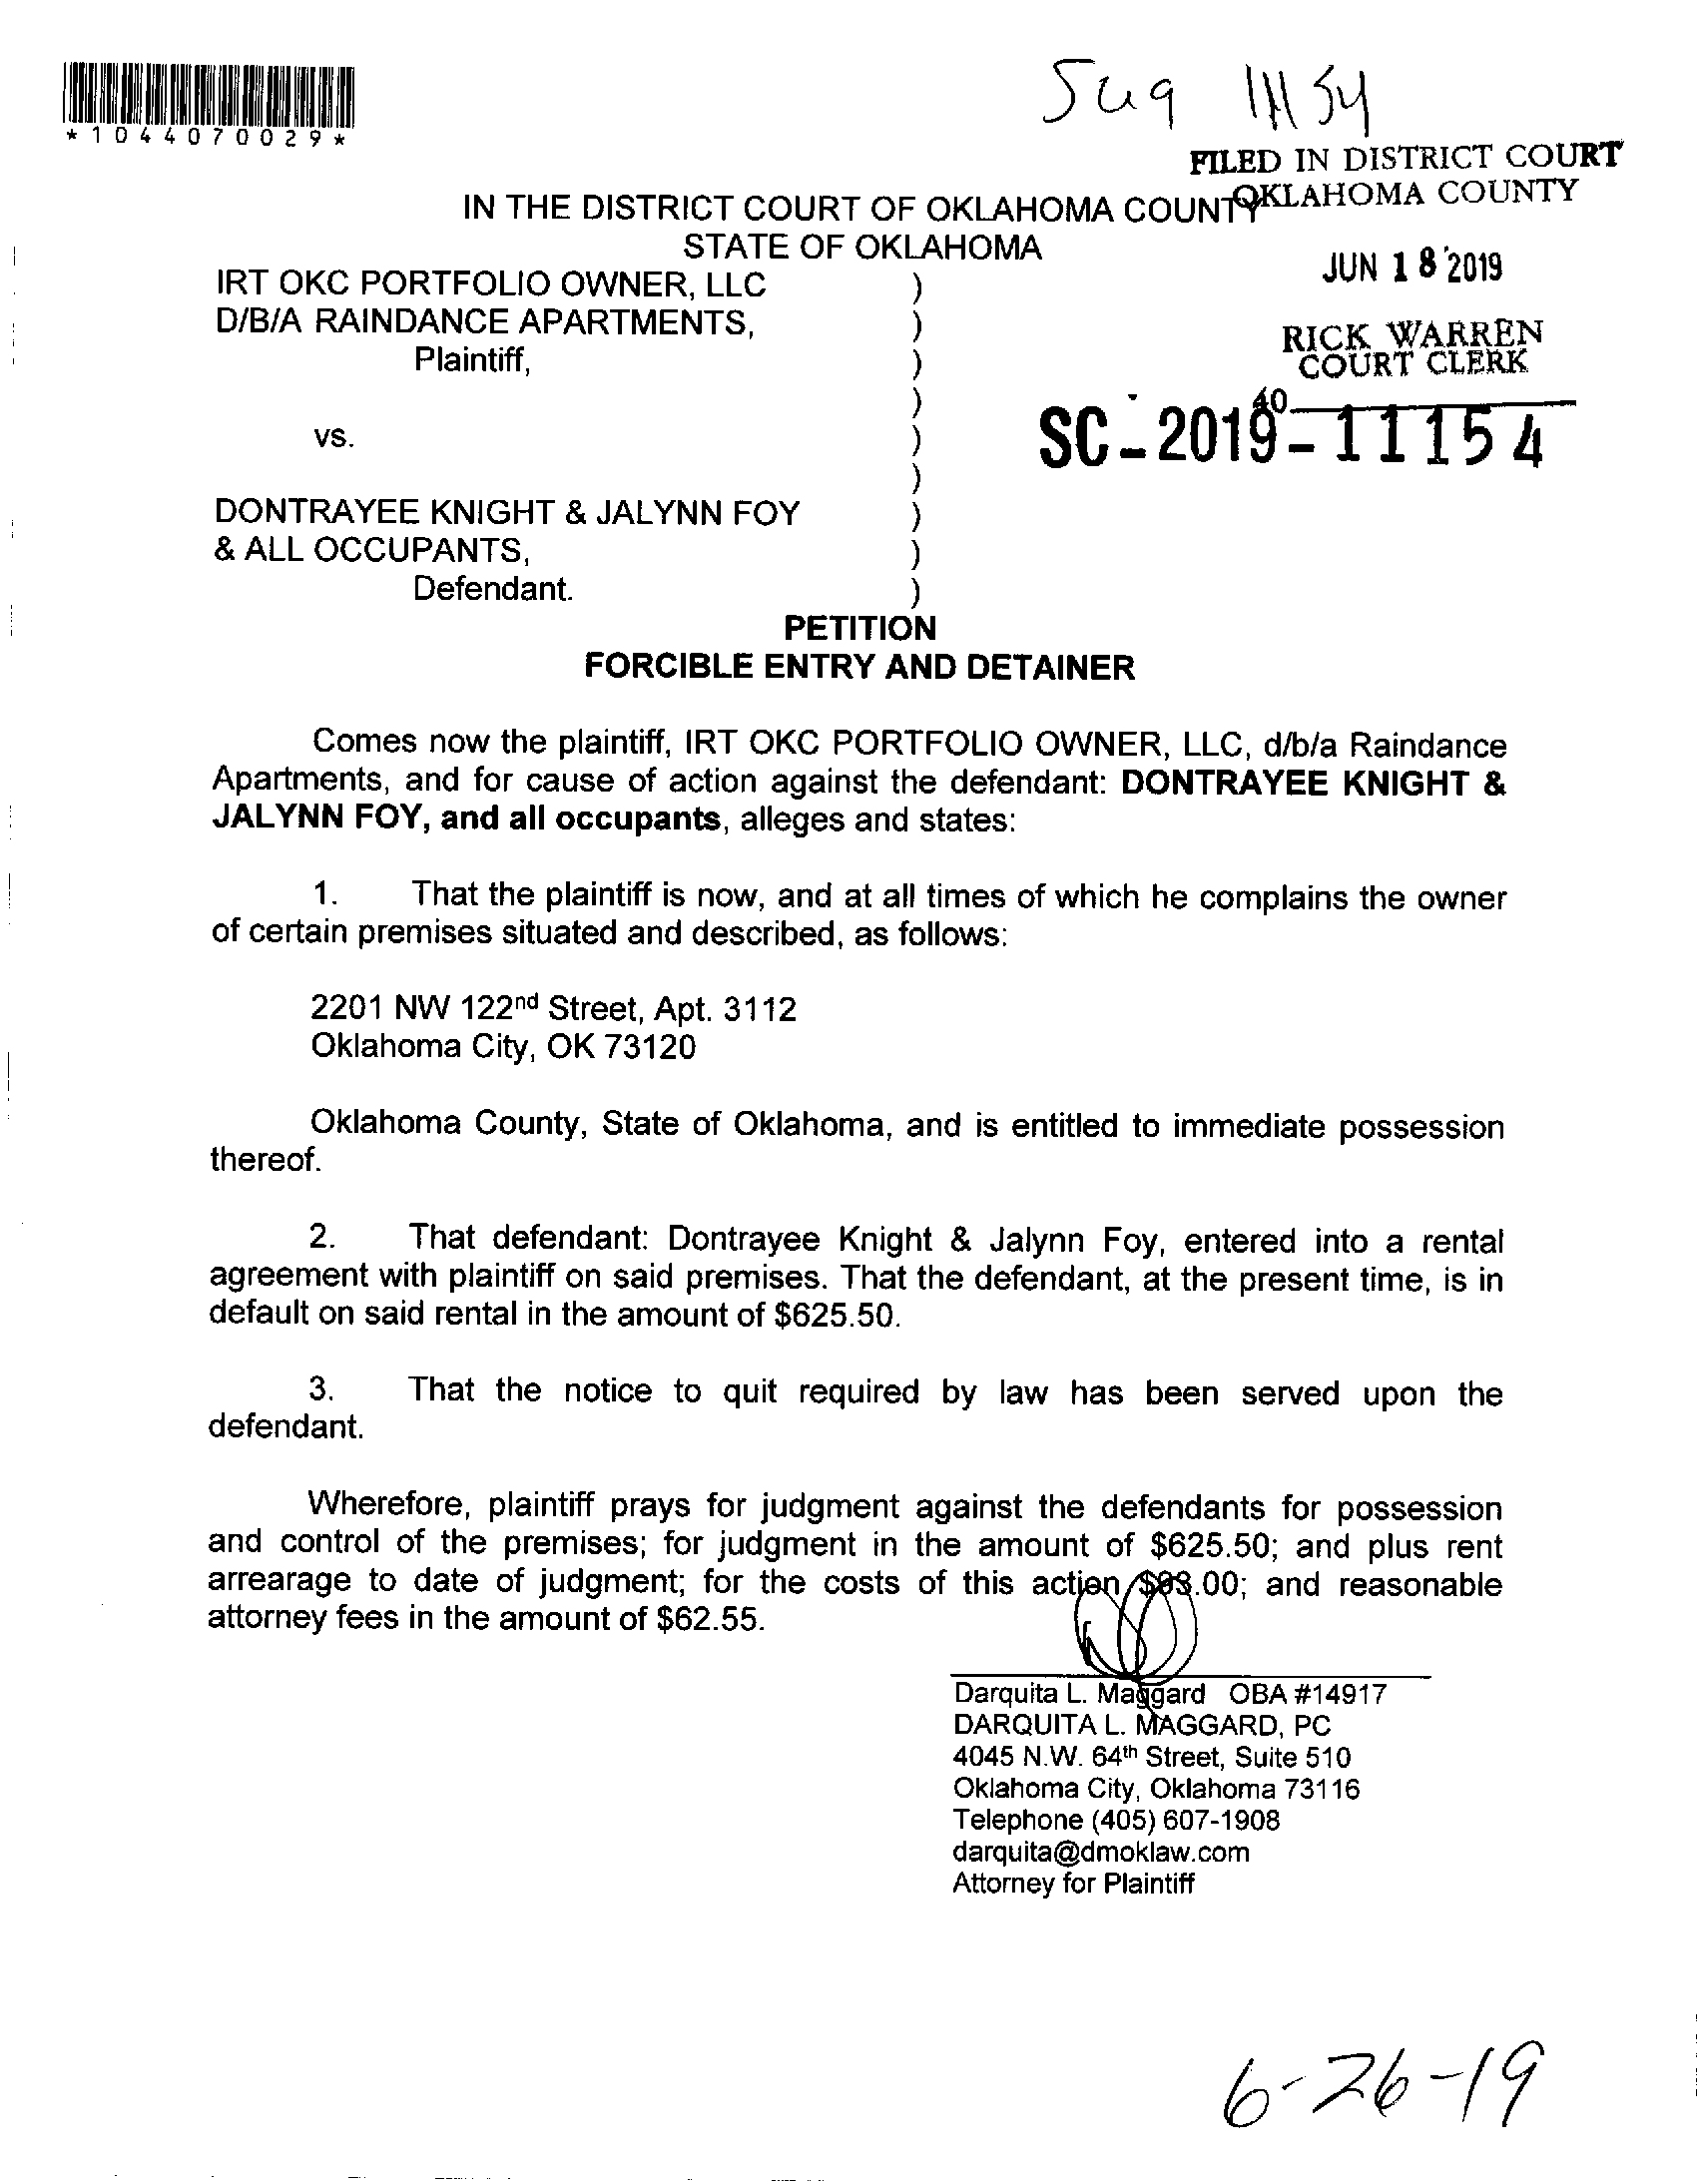 *1044070029*
FILED IN DISTRICT COURT
OKLAHOMA COUNTY
IN THE DISTRICT COURT OF OKLAHOMA COUNTY
STATE OF OKLAHOMA
JUN 18 2019
IRT OKC PORTFOLIO OWNER, LLC )
D/B/A RAINDANCE APARTMENTS, )
RICK WARREN
COURT CLERK
Plaintiff, )
)
40
SC-2019-11154
vs. )
)
DONTRAYEE KNIGHT & JALYNN FOY )
& ALL OCCUPANTS, )
Defendant. )
PETITION
FORCIBLE ENTRY AND DETAINER
Comes now the plaintiff, IRT OKC PORTFOLIO OWNER, LLC, d/b/a Raindance
Apartments, and for cause of action against the defendant: DONTRAYEE KNIGHT &
JALYNN FOY, and all occupants, alleges and states:
1. That the plaintiff is now, and at all times of which he complains the owner
of certain premises situated and described, as follows:
2201 NW 122nd Street, Apt. 3112
Oklahoma City, OK 73120
Oklahoma County, State of Oklahoma, and is entitled to immediate possession
thereof.
2. That defendant: Dontrayee Knight & Jalynn Foy, entered into a rental
agreement with plaintiff on said premises. That the defendant, at the present time, is in
default on said rental in the amount of $625.50.
3. That the notice to quit required by law has been served upon the
defendant.
Wherefore, plaintiff prays for judgment against the defendants for possession
and control of the premises; for judgment in the amount of $625.50; and plus rent
arrearage to date of judgment; for the costs of this action and reasonable
attorney fees in the amount of $62.55.
Darquita L. Maggard OBA #14917
DARQUITA L. MAGGARD, PC
4045 N.W. 64th Street, Suite 510
Oklahoma City, Oklahoma 73116
Telephone (405) 607-1908
darquita@dmoklaw.com
Attorney for Plaintiff
6-26-19